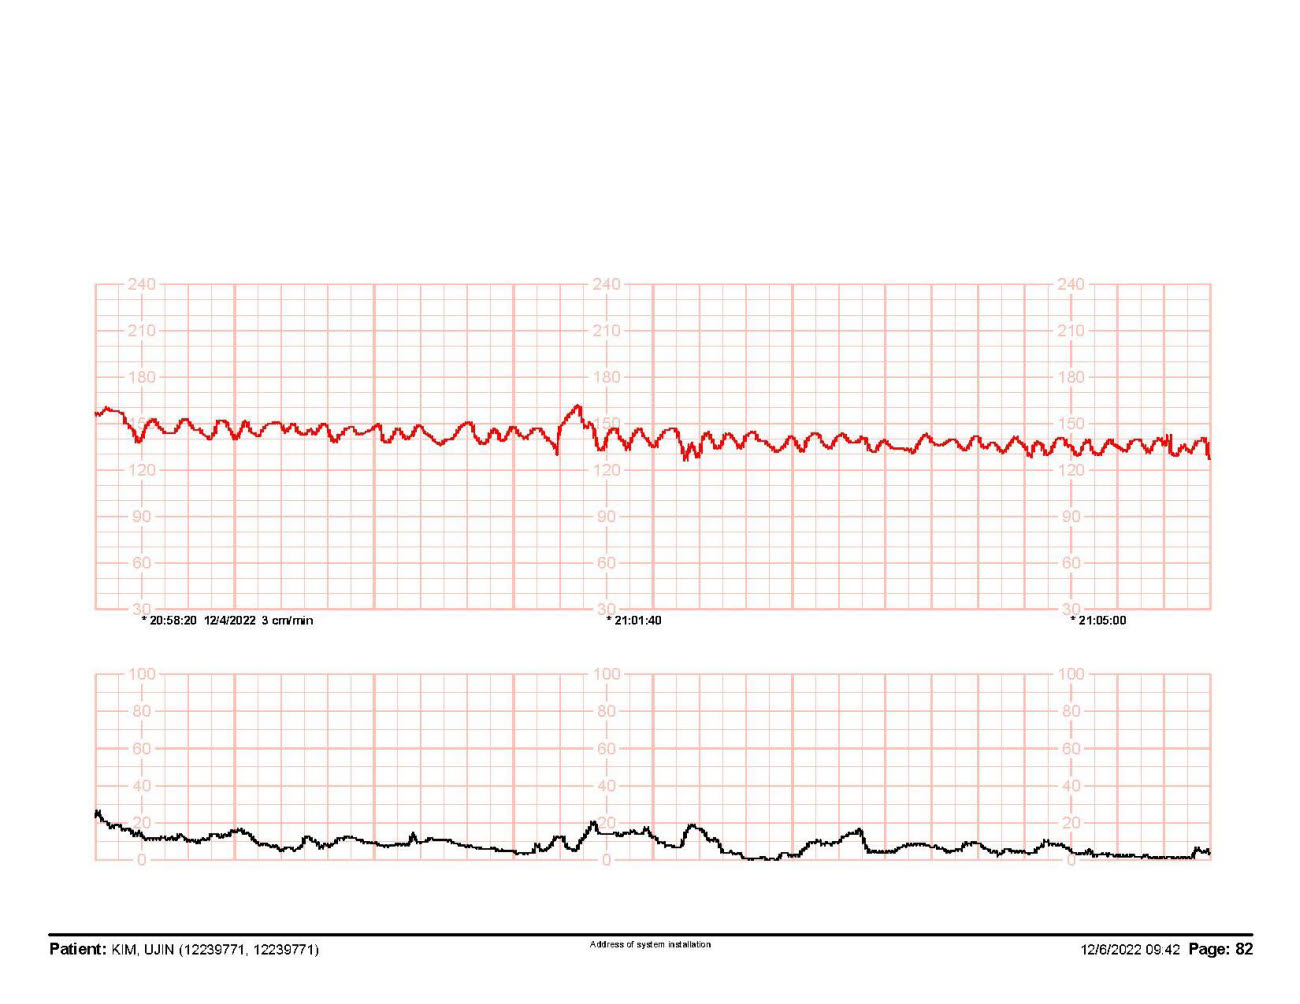 240 240 240
210 210 210
180 180 180
150 150 150
120 120 120
90 90 90
60 60 60
30 30 30
* 20:58:20 12/4/2022 3 cm/min * 21:01:40 * 21:05:00
100 100 100
80 80 80
60 60 60
40 40 40
20 20 20
0 0 0
Patient: KIM, UJIN (12239771, 12239771) Address of system installation 12/6/2022 09:42 Page: 82